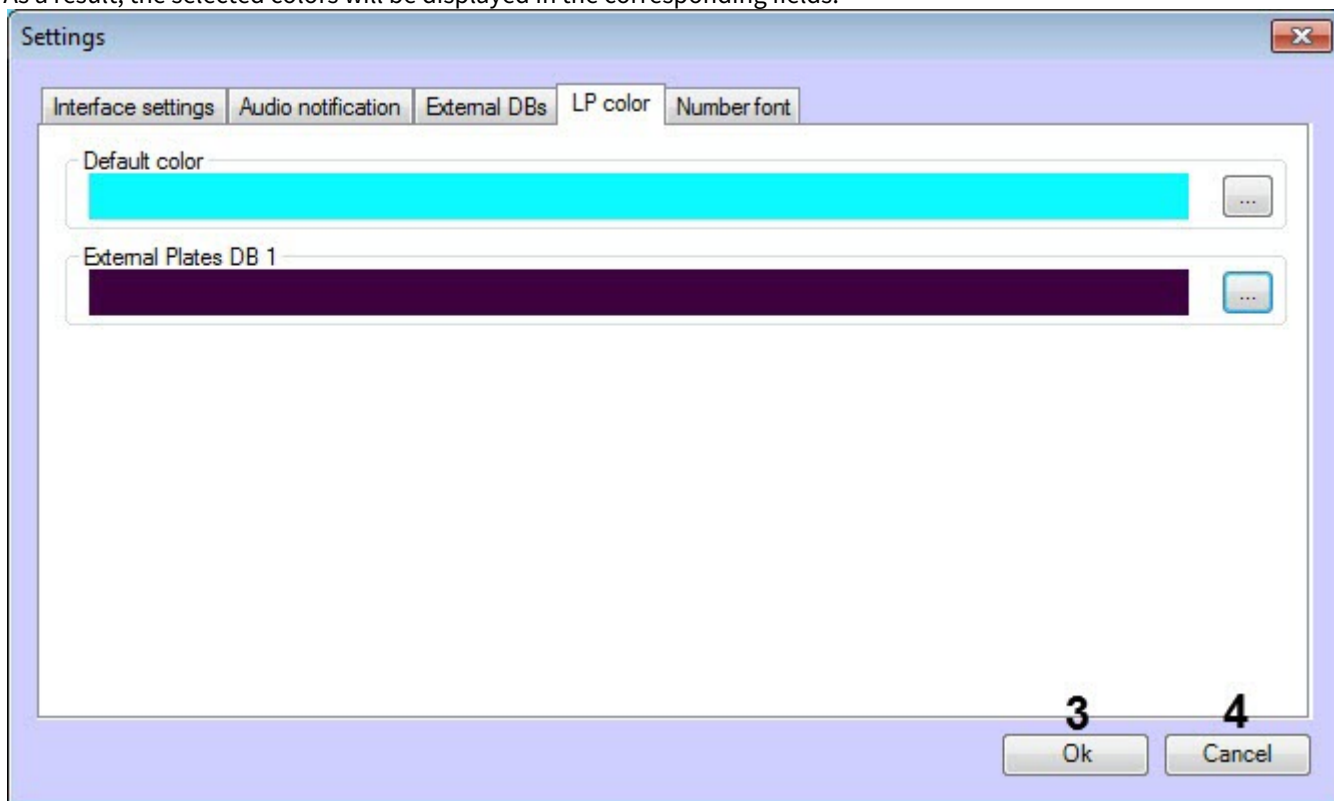 As a result, the selected colors will be displayed in the corresponding fields.
Settings
Interface settings Audio notification External DBs LP color Number font
Default color
...
External Plates DB 1
...
3 4
Ok Cancel